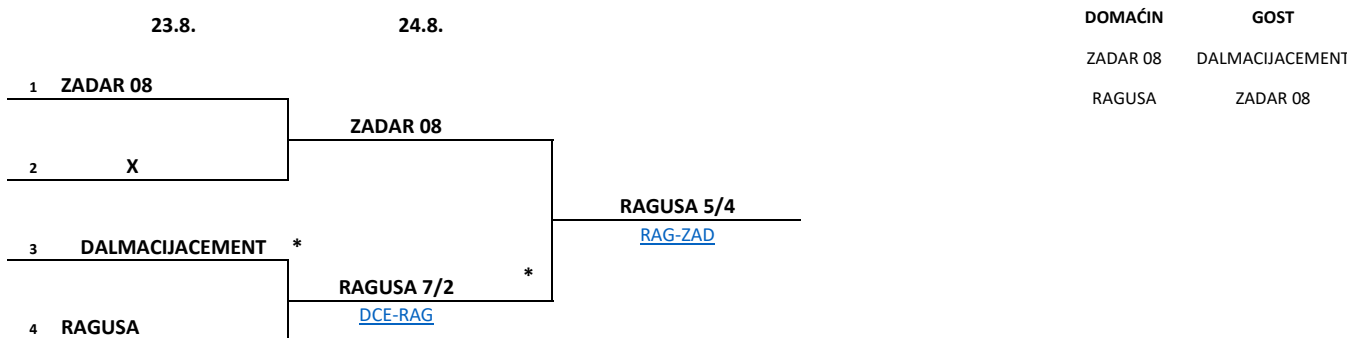 23.8. 24.8.
DOMAĆIN GOST
ZADAR 08 DALMACIJACEMENT
1 ZADAR 08
RAGUSA ZADAR 08
ZADAR 08
2 X
RAGUSA 5/4
RAG-ZAD
3 DALMACIJACEMENT *
*
RAGUSA 7/2
DCE-RAG
4 RAGUSA